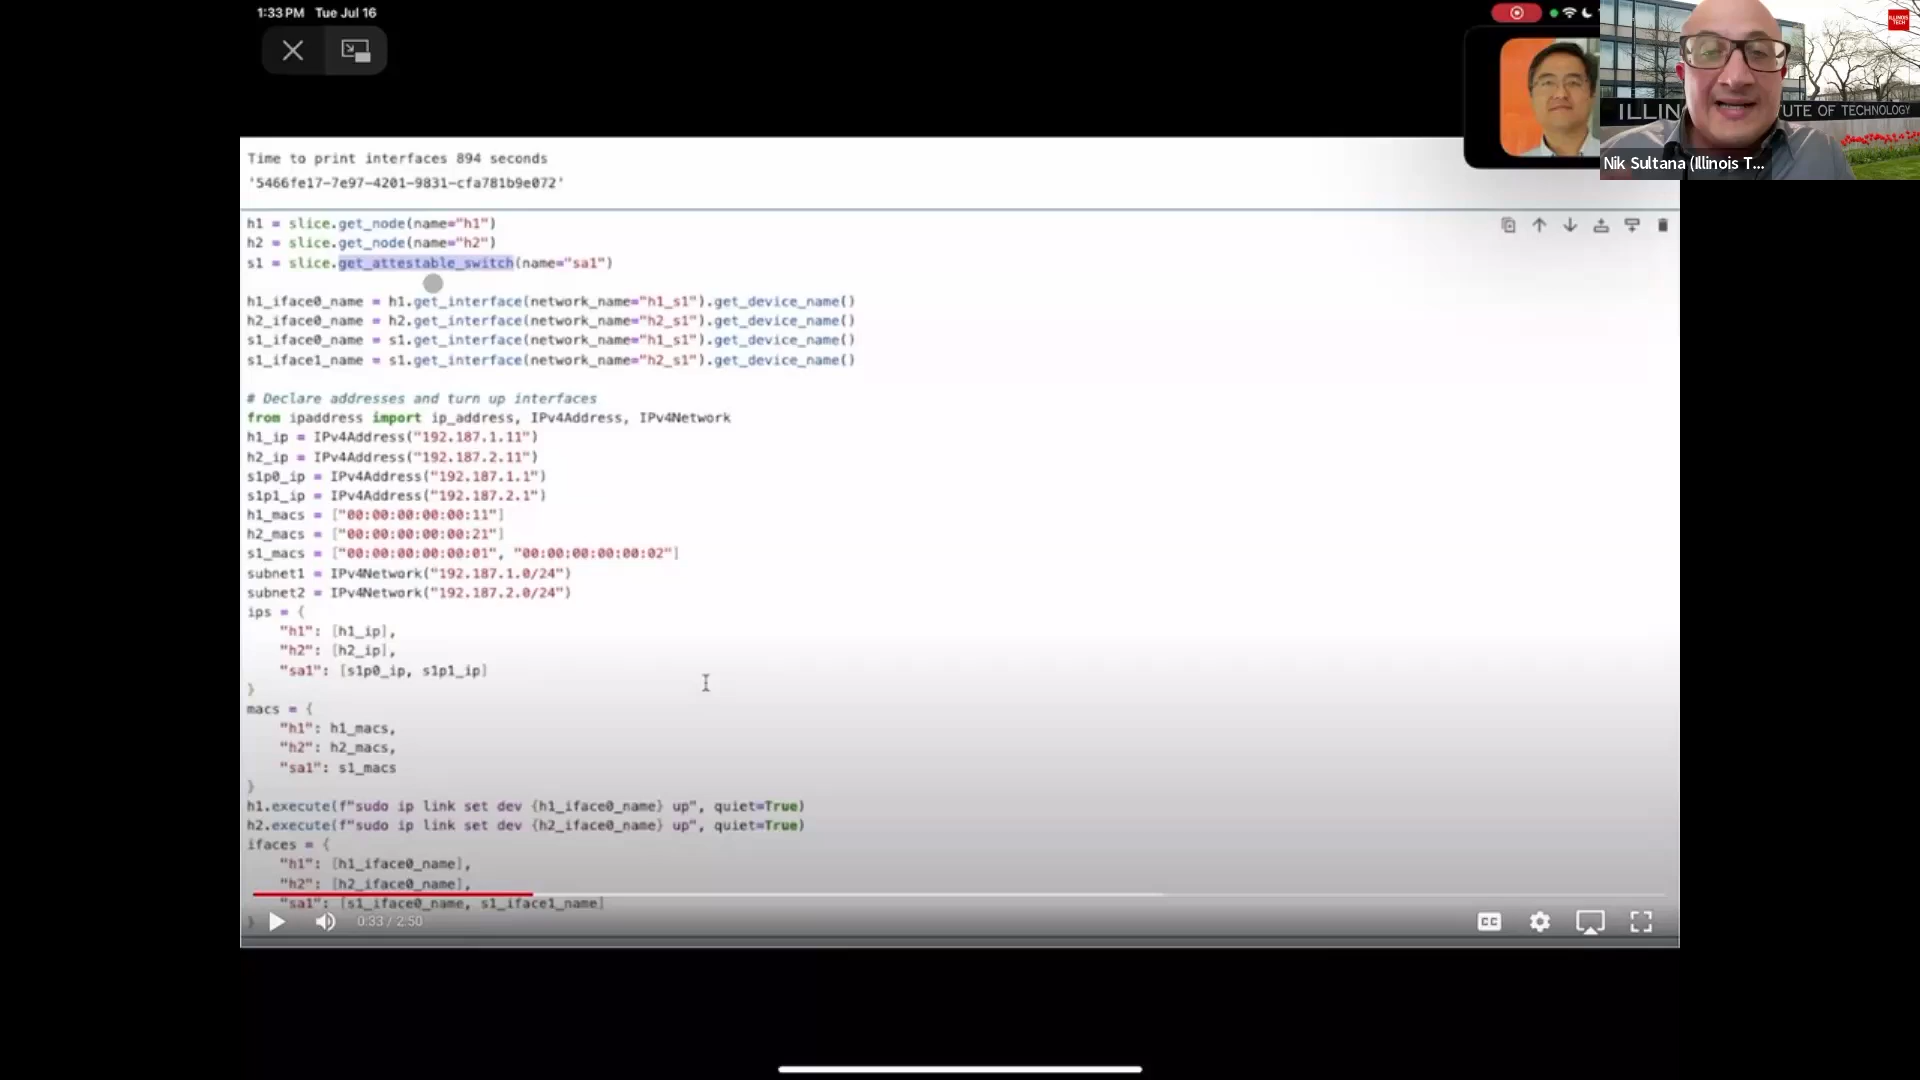 1:33 PM Tue Jul 16
ILLINOIS TECH
ILLIN UTE OF TECHNOLOGY
Nik Sultana (Illinois T...
Time to print interfaces 894 seconds
'5466fe17-7e97-4201-9831-cfa781b9e072'
h1 = slice.get_node(name="h1")
h2 = slice.get_node(name="h2")
s1 = slice.get_attestable_switch(name="sa1")
h1_iface0_name = h1.get_interface(network_name="h1_s1").get_device_name()
h2_iface0_name = h2.get_interface(network_name="h2_s1").get_device_name()
s1_iface0_name = s1.get_interface(network_name="h1_s1").get_device_name()
s1_iface1_name = s1.get_interface(network_name="h2_s1").get_device_name()
# Declare addresses and turn up interfaces
from ipaddress import ip_address, IPv4Address, IPv4Network
h1_ip = IPv4Address("192.187.1.11")
h2_ip = IPv4Address("192.187.2.11")
s1p0_ip = IPv4Address("192.187.1.1")
s1p1_ip = IPv4Address("192.187.2.1")
h1_macs = ["00:00:00:00:00:11"]
h2_macs = ["00:00:00:00:00:21"]
s1_macs = ["00:00:00:00:00:01", "00:00:00:00:00:02"]
subnet1 = IPv4Network("192.187.1.0/24")
subnet2 = IPv4Network("192.187.2.0/24")
ips = {
"h1": [h1_ip],
"h2": [h2_ip],
"sa1": [s1p0_ip, s1p1_ip]
}
macs = {
"h1": h1_macs,
"h2": h2_macs,
"sa1": s1_macs
}
h1.execute(f"sudo ip link set dev {h1_iface0_name} up", quiet=True)
h2.execute(f"sudo ip link set dev {h2_iface0_name} up", quiet=True)
ifaces = {
"h1": [h1_iface0_name],
"h2": [h2_iface0_name],
"sa1": [s1_iface0_name, s1_iface1_name]
}
0:33 / 2:50
CC